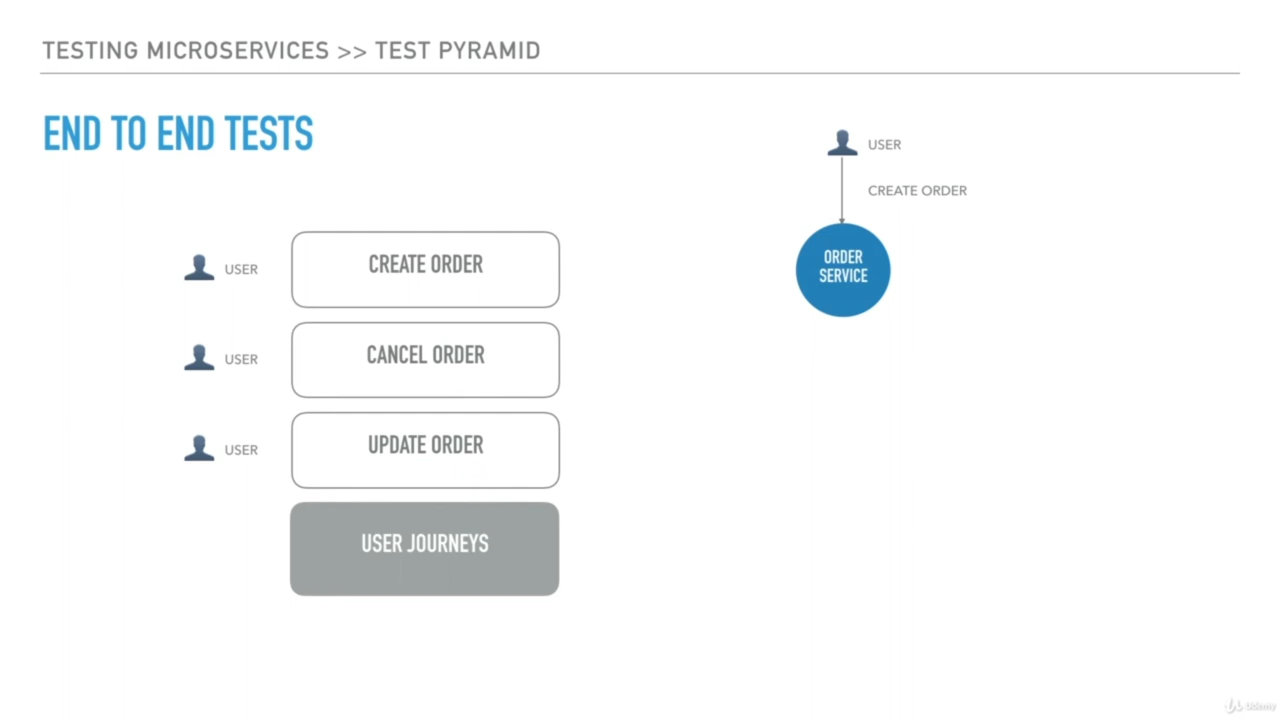 TESTING MICROSERVICES >> TEST PYRAMID
END TO END TESTS
USER
CREATE ORDER
USER
CANCEL ORDER
USER
UPDATE ORDER
USER JOURNEYS
USER
CREATE ORDER
ORDER
SERVICE
Udemy